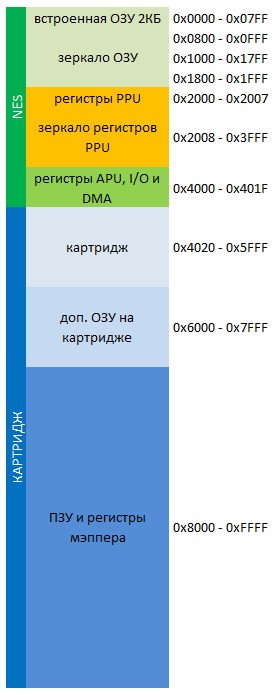 NES
встроенная ОЗУ 2КБ 0x0000 - 0x07FF
0x0800 - 0x0FFF
зеркало ОЗУ 0x1000 - 0x17FF
0x1800 - 0x1FFF
регистры PPU 0x2000 - 0x2007
зеркало регистров
PPU 0x2008 - 0x3FFF
регистры APU, I/O и
DMA 0x4000 - 0x401F
КАРТРИДЖ
картридж 0x4020 - 0x5FFF
доп. ОЗУ на
картридже 0x6000 - 0x7FFF
ПЗУ и регистры
мэппера 0x8000 - 0xFFFF